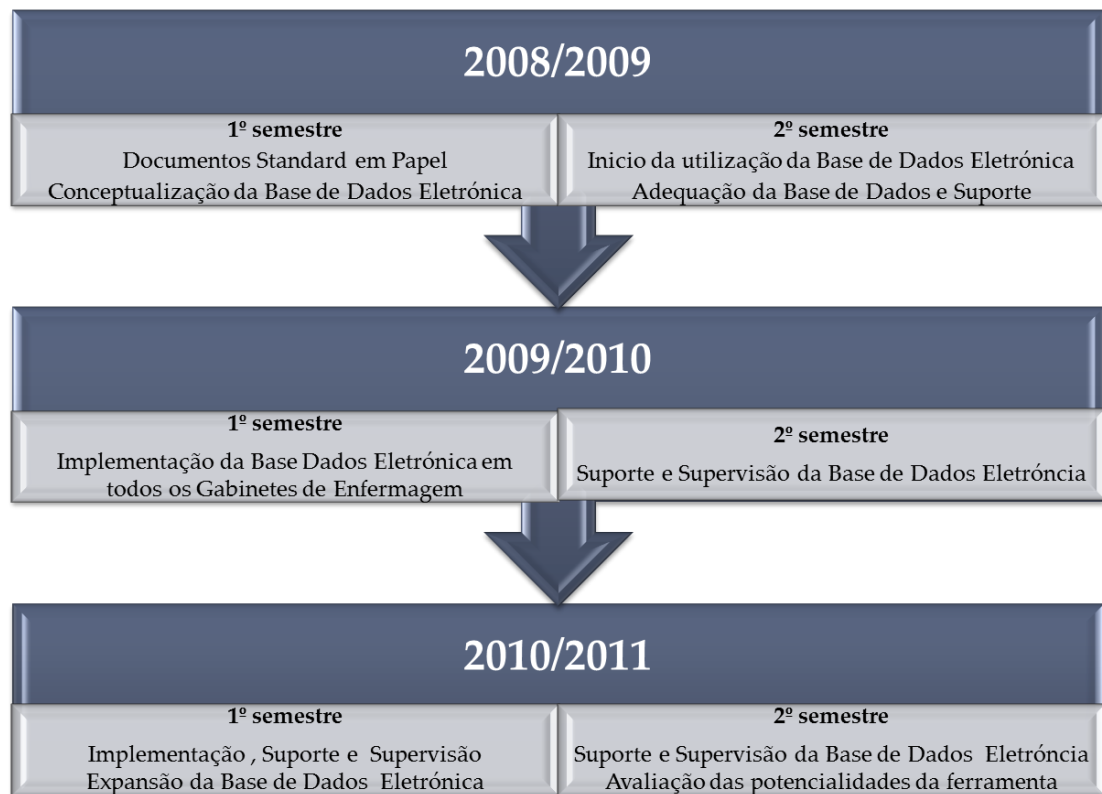 2008/2009
1º semestre
Documentos Standard em Papel
Conceptualização da Base de Dados Eletrónica
2º semestre
Inicio da utilização da Base de Dados Eletrónica
Adequação da Base de Dados e Suporte
2009/2010
1º semestre
Implementação da Base Dados Eletrónica em
todos os Gabinetes de Enfermagem
2º semestre
Suporte e Supervisão da Base de Dados Eletróncia
2010/2011
1º semestre
Implementação , Suporte e Supervisão
Expansão da Base de Dados Eletrónica
2º semestre
Suporte e Supervisão da Base de Dados Eletróncia
Avaliação das potencialidades da ferramenta